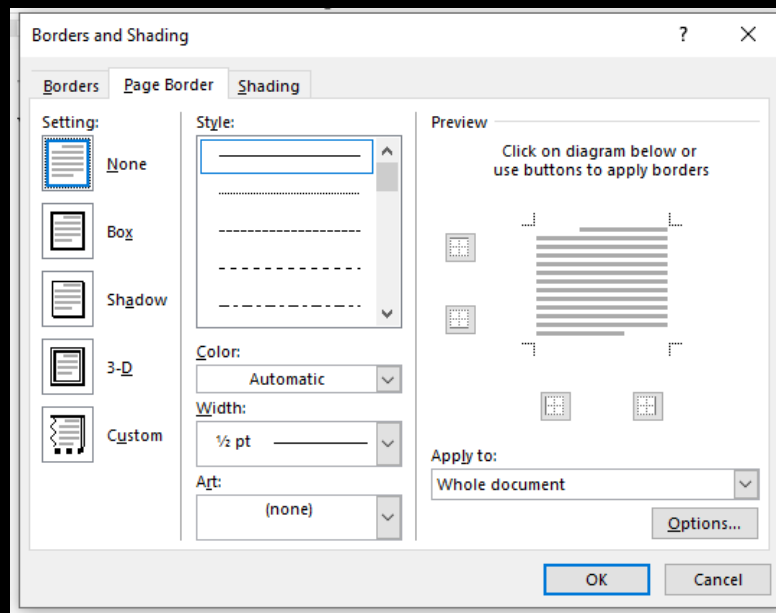 Borders and Shading
?
Borders
Page Border
Shading
Setting:
None
Box
Shadow
3-D
Custom
Style:
Color:
Automatic
Width:
½ pt
Art:
(none)
Preview
Click on diagram below or
use buttons to apply borders
Apply to:
Whole document
Options...
OK
Cancel